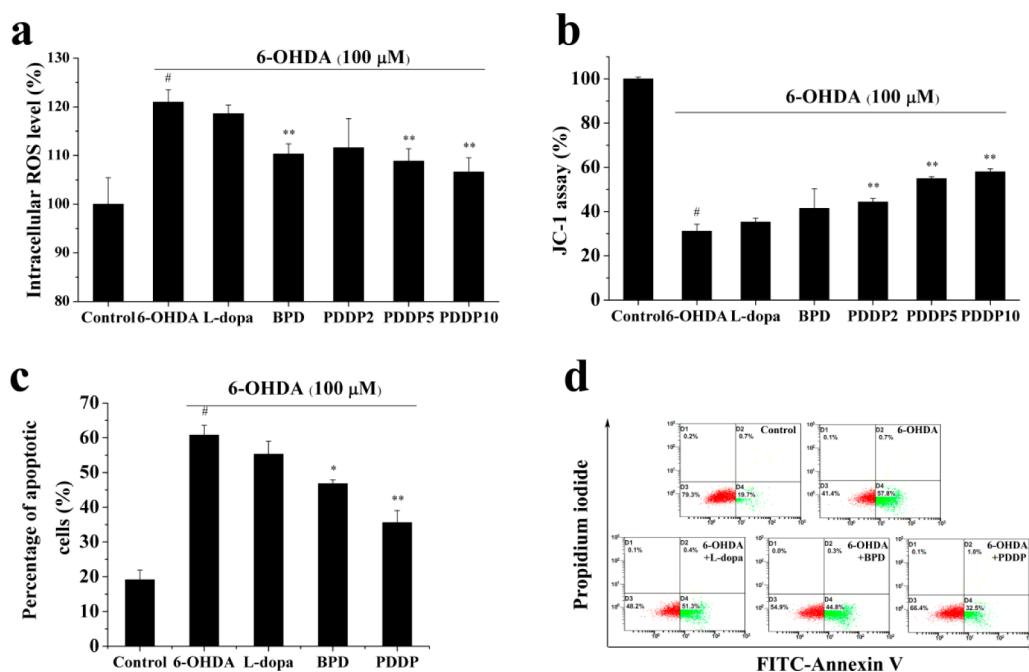 a
6-OHDA (100 μM)
Intracellular ROS level (%)
130
120
110
100
90
80
#
**
**
**
Control 6-OHDA L-dopa BPD PDDP2 PDDP5 PDDP10
b
6-OHDA (100 μM)
JC-1 assay (%)
100
80
60
40
20
0
#
**
**
**
Control 6-OHDA L-dopa BPD PDDP2 PDDP5 PDDP10
c
6-OHDA (100 μM)
Percentage of apoptotic
cells (%)
70
60
50
40
30
20
10
0
#
*
**
Control 6-OHDA L-dopa BPD PDDP
d
Propidium iodide
FITC-Annexin V
Control
D1
0.2%
D2
0.7%
D3
79.3%
D4
19.7%
6-OHDA
D1
0.1%
D2
0.7%
D3
41.4%
D4
57.8%
6-OHDA
+L-dopa
D1
0.1%
D2
0.4%
D3
48.2%
D4
51.3%
6-OHDA
+BPD
D1
0.0%
D2
0.3%
D3
54.9%
D4
44.8%
6-OHDA
+PDDP
D1
0.1%
D2
1.0%
D3
66.4%
D4
32.5%